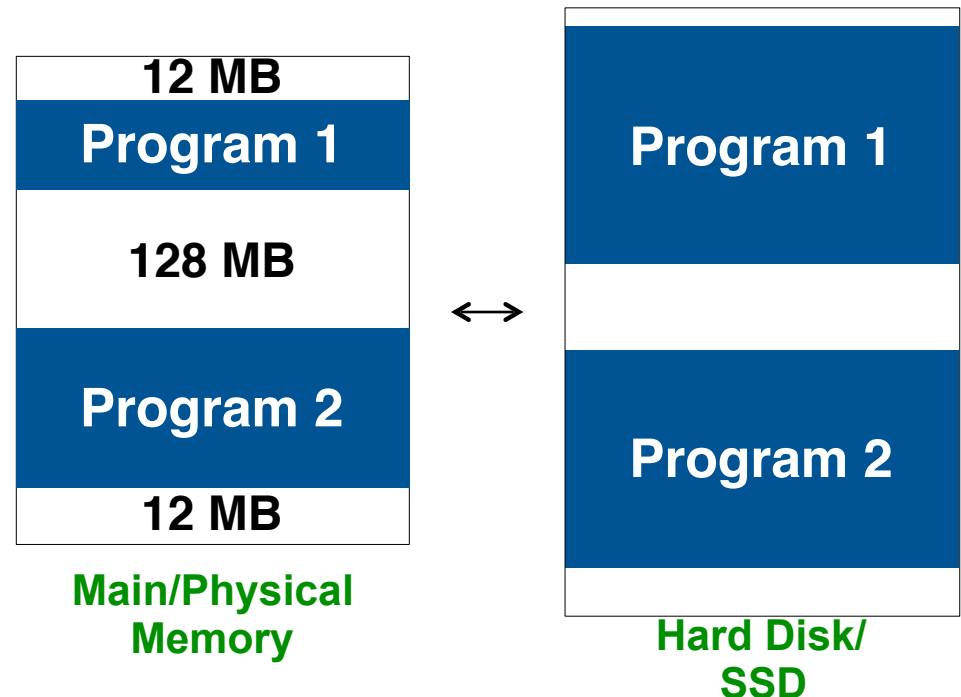 12 MB
Program 1
128 MB
Program 2
12 MB
Main/Physical
Memory
Program 1
Program 2
Hard Disk/
SSD